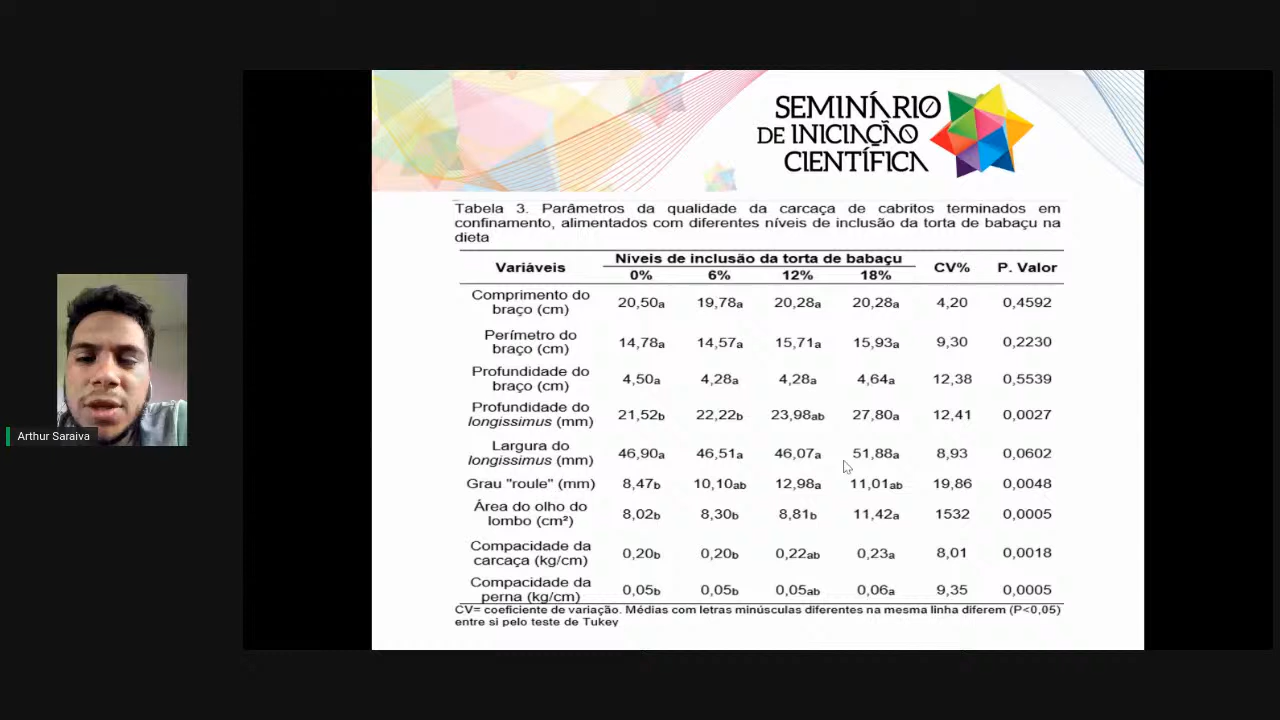 SEMINÁRIO
DE INICIAÇÃO
CIENTÍFICA
Tabela 3. Parâmetros da qualidade da carcaça de cabritos terminados em
confinamento, alimentados com diferentes níveis de inclusão da torta de babaçu na
dieta
Variáveis Níveis de inclusão da torta de babaçu CV% P. Valor
0% 6% 12% 18%
Comprimento do
braço (cm) 20,50a 19,78a 20,28a 20,28a 4,20 0,4592
Perímetro do
braço (cm) 14,78a 14,57a 15,71a 15,93a 9,30 0,2230
Profundidade do
braço (cm) 4,50a 4,28a 4,28a 4,64a 12,38 0,5539
Profundidade do
longissimus (mm) 21,52b 22,22b 23,98ab 27,80a 12,41 0,0027
Largura do
longissimus (mm) 46,90a 46,51a 46,07a 51,88a 8,93 0,0602
Grau "roule" (mm) 8,47b 10,10ab 12,98a 11,01ab 19,86 0,0048
Área do olho do
lombo (cm²) 8,02b 8,30b 8,81b 11,42a 1532 0,0005
Compacidade da
carcaça (kg/cm) 0,20b 0,20b 0,22ab 0,23a 8,01 0,0018
Compacidade da
perna (kg/cm) 0,05b 0,05b 0,05ab 0,06a 9,35 0,0005
CV= coeficiente de variação. Médias com letras minúsculas diferentes na mesma linha diferem (P<0,05)
entre si pelo teste de Tukey
Arthur Saraiva